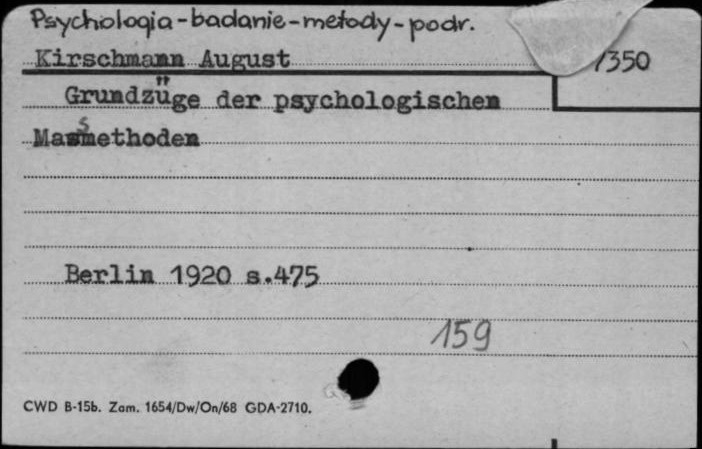 Psychologia-badanie-metody-podr.
Kirschmann August
7350
Grundzüge der psychologischen
Massmethoden
Berlin 1920 s.475
159
CWD B-15b. Zam. 1654/Dw/On/68 GDA-2710.